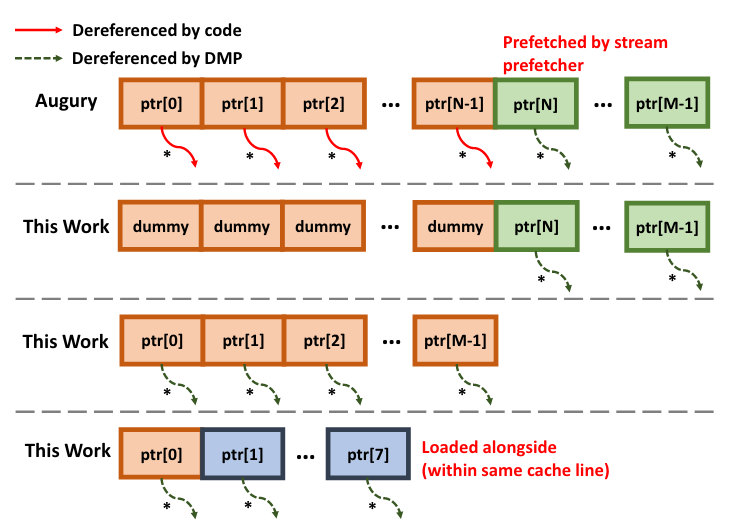 Dereferenced by code
Dereferenced by DMP
Prefetched by stream
prefetcher
Augury ptr[0] ptr[1] ptr[2] ... ptr[N-1] ptr[N] ... ptr[M-1]
* * * * * *
This Work dummy dummy dummy ... dummy ptr[N] ... ptr[M-1]
* *
This Work ptr[0] ptr[1] ptr[2] ... ptr[M-1]
* * * *
This Work ptr[0] ptr[1] ... ptr[7] Loaded alongside
(within same cache line)
* * *